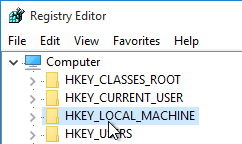 Registry Editor
File Edit View Favorites Help
Computer
HKEY_CLASSES_ROOT
HKEY_CURRENT_USER
HKEY_LOCAL_MACHINE
HKEY_USERS